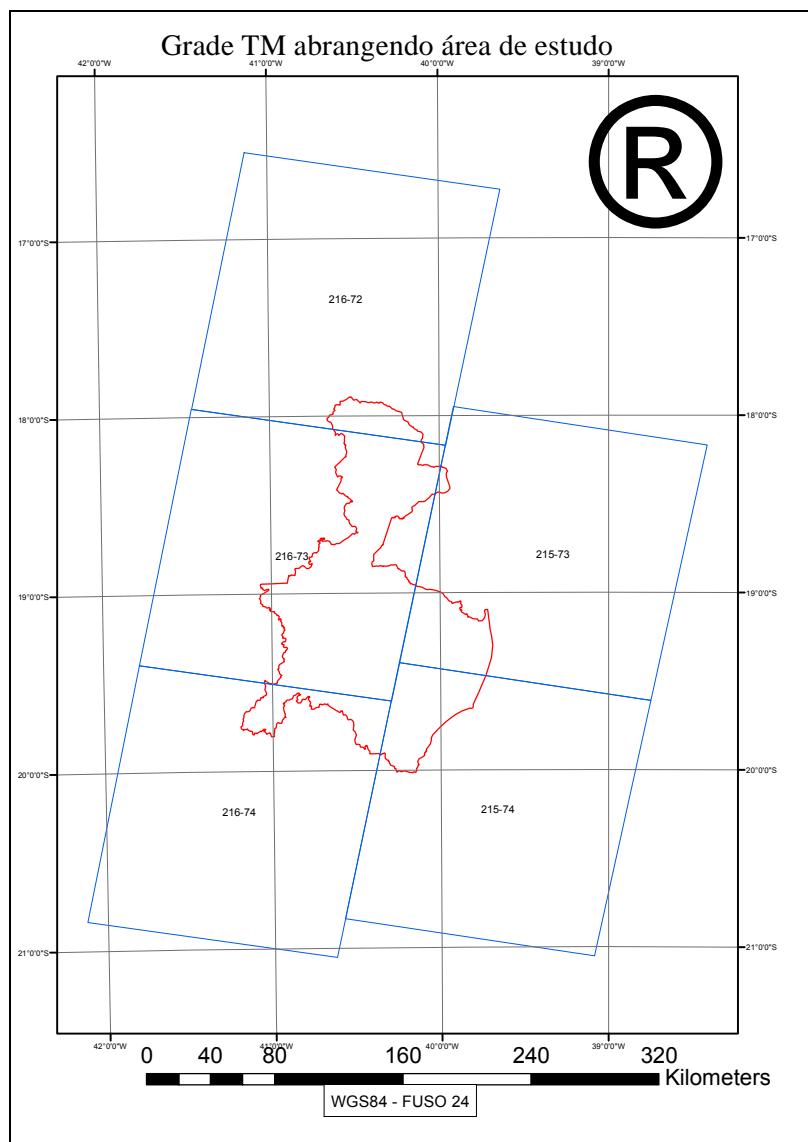 Grade TM abrangendo área de estudo
42°0'0"W 41°0'0"W 40°0'0"W 39°0'0"W
®
17°0'0"S 17°0'0"S
216-72
18°0'0"S 18°0'0"S
216-73 215-73
19°0'0"S 19°0'0"S
20°0'0"S 20°0'0"S
216-74 215-74
21°0'0"S 21°0'0"S
42°0'0"W 41°0'0"W 40°0'0"W 39°0'0"W
0 40 80 160 240 320
Kilometers
WGS84 - FUSO 24